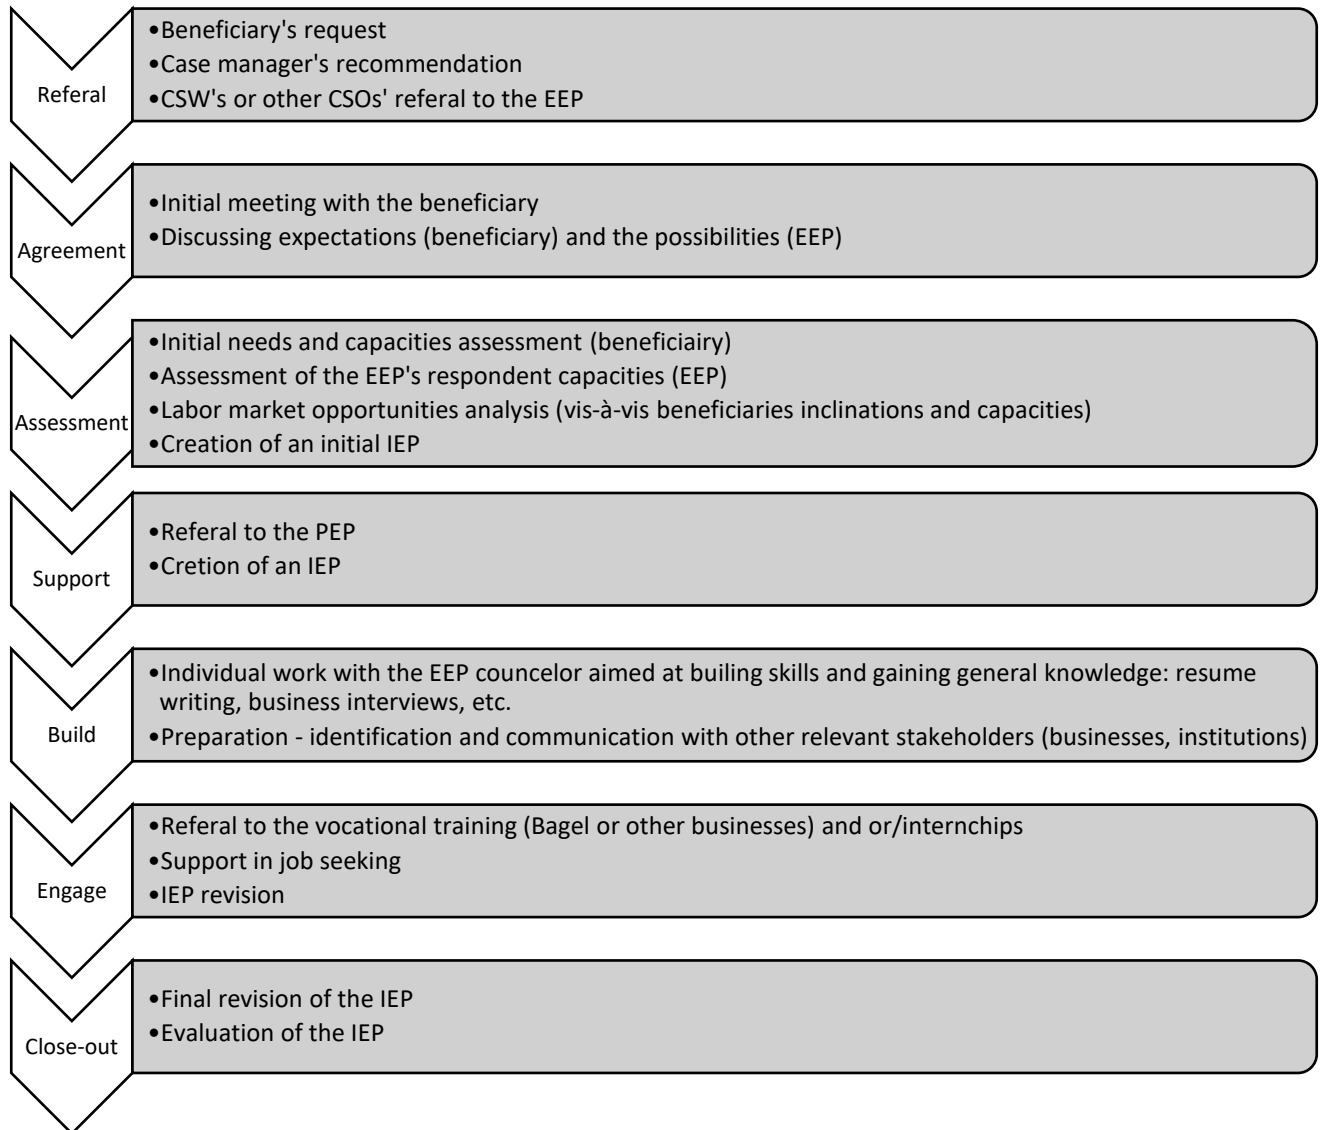 Referal
•Beneficiary's request
•Case manager's recommendation
•CSW's or other CSOs' referal to the EEP
Agreement
•Initial meeting with the beneficiary
•Discussing expectations (beneficiary) and the possibilities (EEP)
Assessment
•Initial needs and capacities assessment (beneficiairy)
•Assessment of the EEP's respondent capacities (EEP)
•Labor market opportunities analysis (vis-à-vis beneficiaries inclinations and capacities)
•Creation of an initial IEP
Support
•Referal to the PEP
•Cretion of an IEP
Build
•Individual work with the EEP councelor aimed at builing skills and gaining general knowledge: resume
writing, business interviews, etc.
•Preparation - identification and communication with other relevant stakeholders (businesses, institutions)
Engage
•Referal to the vocational training (Bagel or other businesses) and or/internchips
•Support in job seeking
•IEP revision
Close-out
•Final revision of the IEP
•Evaluation of the IEP